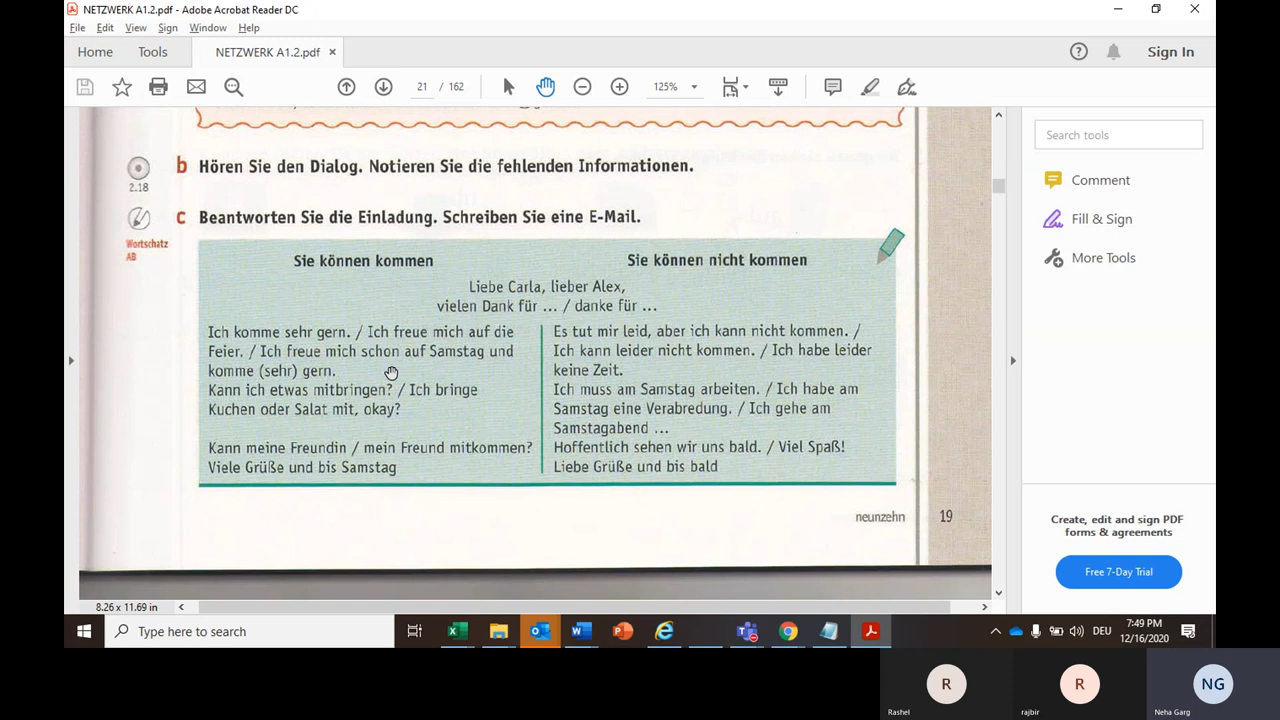 NETZWERK A1.2.pdf - Adobe Acrobat Reader DC
File Edit View Sign Window Help
Home Tools NETZWERK A1.2.pdf × Sign In
21 / 162 125%
Search tools
b Hören Sie den Dialog. Notieren Sie die fehlenden Informationen.
2.18
c Beantworten Sie die Einladung. Schreiben Sie eine E-Mail.
Wortschatz
AB
Sie können kommen
Sie können nicht kommen
Liebe Carla, lieber Alex,
vielen Dank für ... / danke für ...
Ich komme sehr gern. / Ich freue mich auf die
Feier. / Ich freue mich schon auf Samstag und
komme (sehr) gern.
Kann ich etwas mitbringen? / Ich bringe
Kuchen oder Salat mit, okay?
Kann meine Freundin / mein Freund mitkommen?
Viele Grüße und bis Samstag
Es tut mir leid, aber ich kann nicht kommen. /
Ich kann leider nicht kommen. / Ich habe leider
keine Zeit.
Ich muss am Samstag arbeiten. / Ich habe am
Samstag eine Verabredung. / Ich gehe am
Samstagabend ...
Hoffentlich sehen wir uns bald. / Viel Spaß!
Liebe Grüße und bis bald
neunzehn 19
Comment
Fill & Sign
More Tools
Create, edit and sign PDF
forms & agreements
Free 7-Day Trial
8.26 x 11.69 in
Type here to search
DEU
7:49 PM
12/16/2020
R
Rashel
R
rajbir
NG
Neha Garg